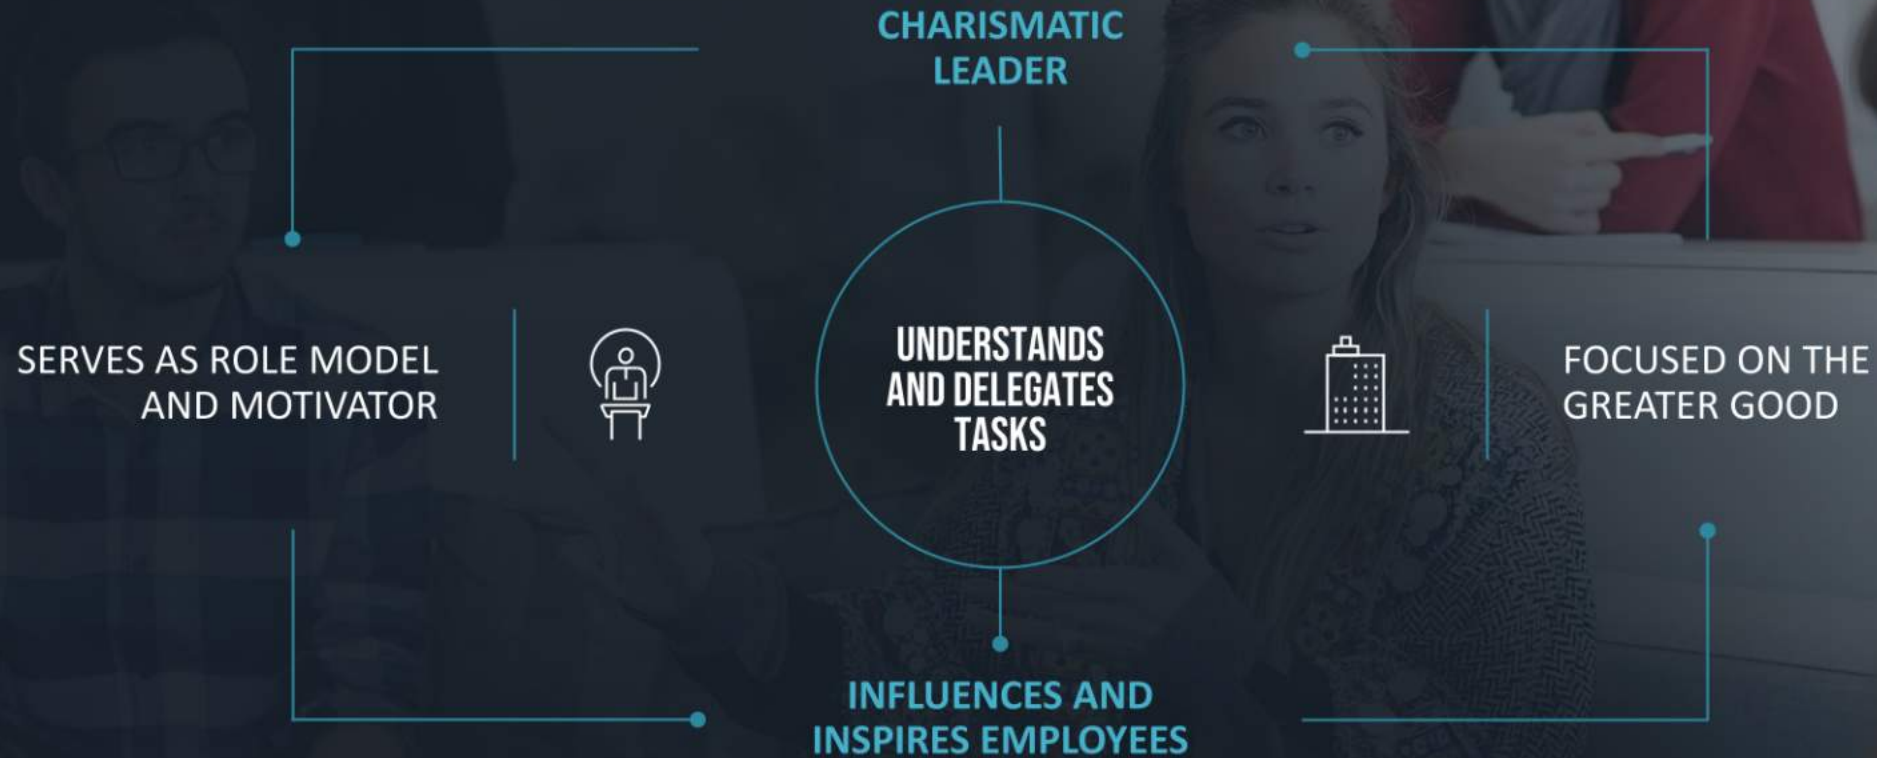 CHARISMATIC
LEADER
SERVES AS ROLE MODEL
AND MOTIVATOR
UNDERSTANDS
AND DELEGATES
TASKS
FOCUSED ON THE
GREATER GOOD
INFLUENCES AND
INSPIRES EMPLOYEES